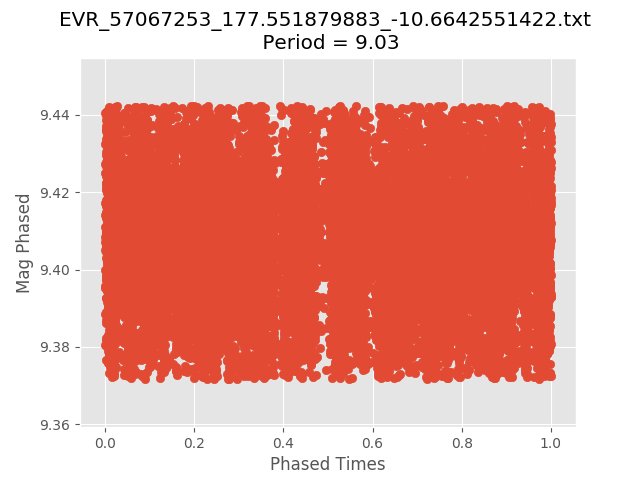 EVR_57067253_177.551879883_-10.6642551422.txt
Period = 9.03
9.44
9.42
9.40
9.38
9.36
Mag Phased
0.0 0.2 0.4 0.6 0.8 1.0
Phased Times